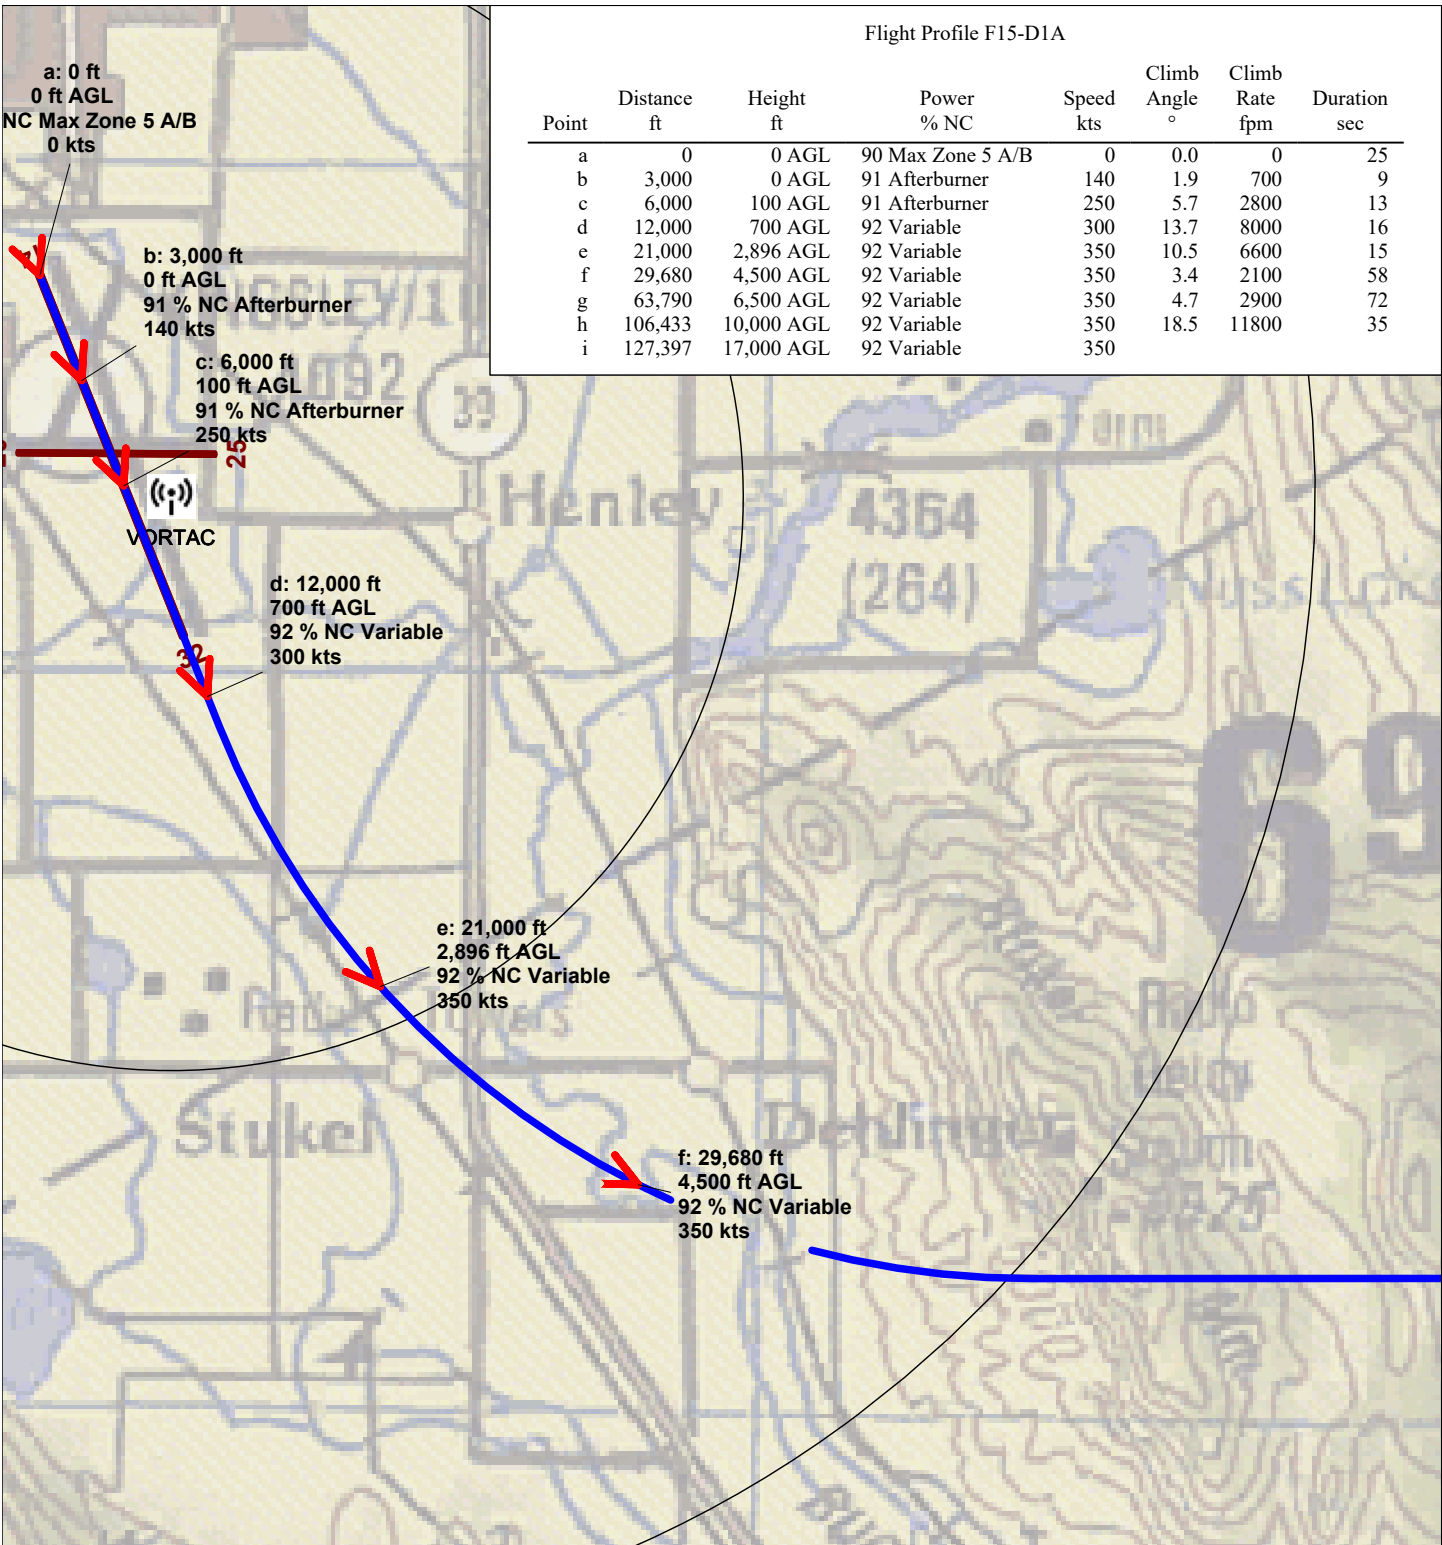 Flight Profile F15-D1A
Climb Climb
Distance Height Power Speed Angle Rate Duration
Point ft ft % NC kts ° fpm sec
a 0 0 AGL 90 Max Zone 5 A/B 0 0.0 0 25
b 3,000 0 AGL 91 Afterburner 140 1.9 700 9
c 6,000 100 AGL 91 Afterburner 250 5.7 2800 13
d 12,000 700 AGL 92 Variable 300 13.7 8000 16
e 21,000 2,896 AGL 92 Variable 350 10.5 6600 15
f 29,680 4,500 AGL 92 Variable 350 3.4 2100 58
g 63,790 6,500 AGL 92 Variable 350 4.7 2900 72
h 106,433 10,000 AGL 92 Variable 350 18.5 11800 35
i 127,397 17,000 AGL 92 Variable 350
a: 0 ft
0 ft AGL
NC Max Zone 5 A/B
0 kts
b: 3,000 ft
0 ft AGL
91 % NC Afterburner
140 kts
c: 6,000 ft
100 ft AGL
91 % NC Afterburner
250 kts
39
25
Henley
4364
(264)
VORTAC
d: 12,000 ft
700 ft AGL
92 % NC Variable
300 kts
32
69
e: 21,000 ft
2,896 ft AGL
92 % NC Variable
350 kts
Stukel
Dehlinger
f: 29,680 ft
4,500 ft AGL
92 % NC Variable
350 kts